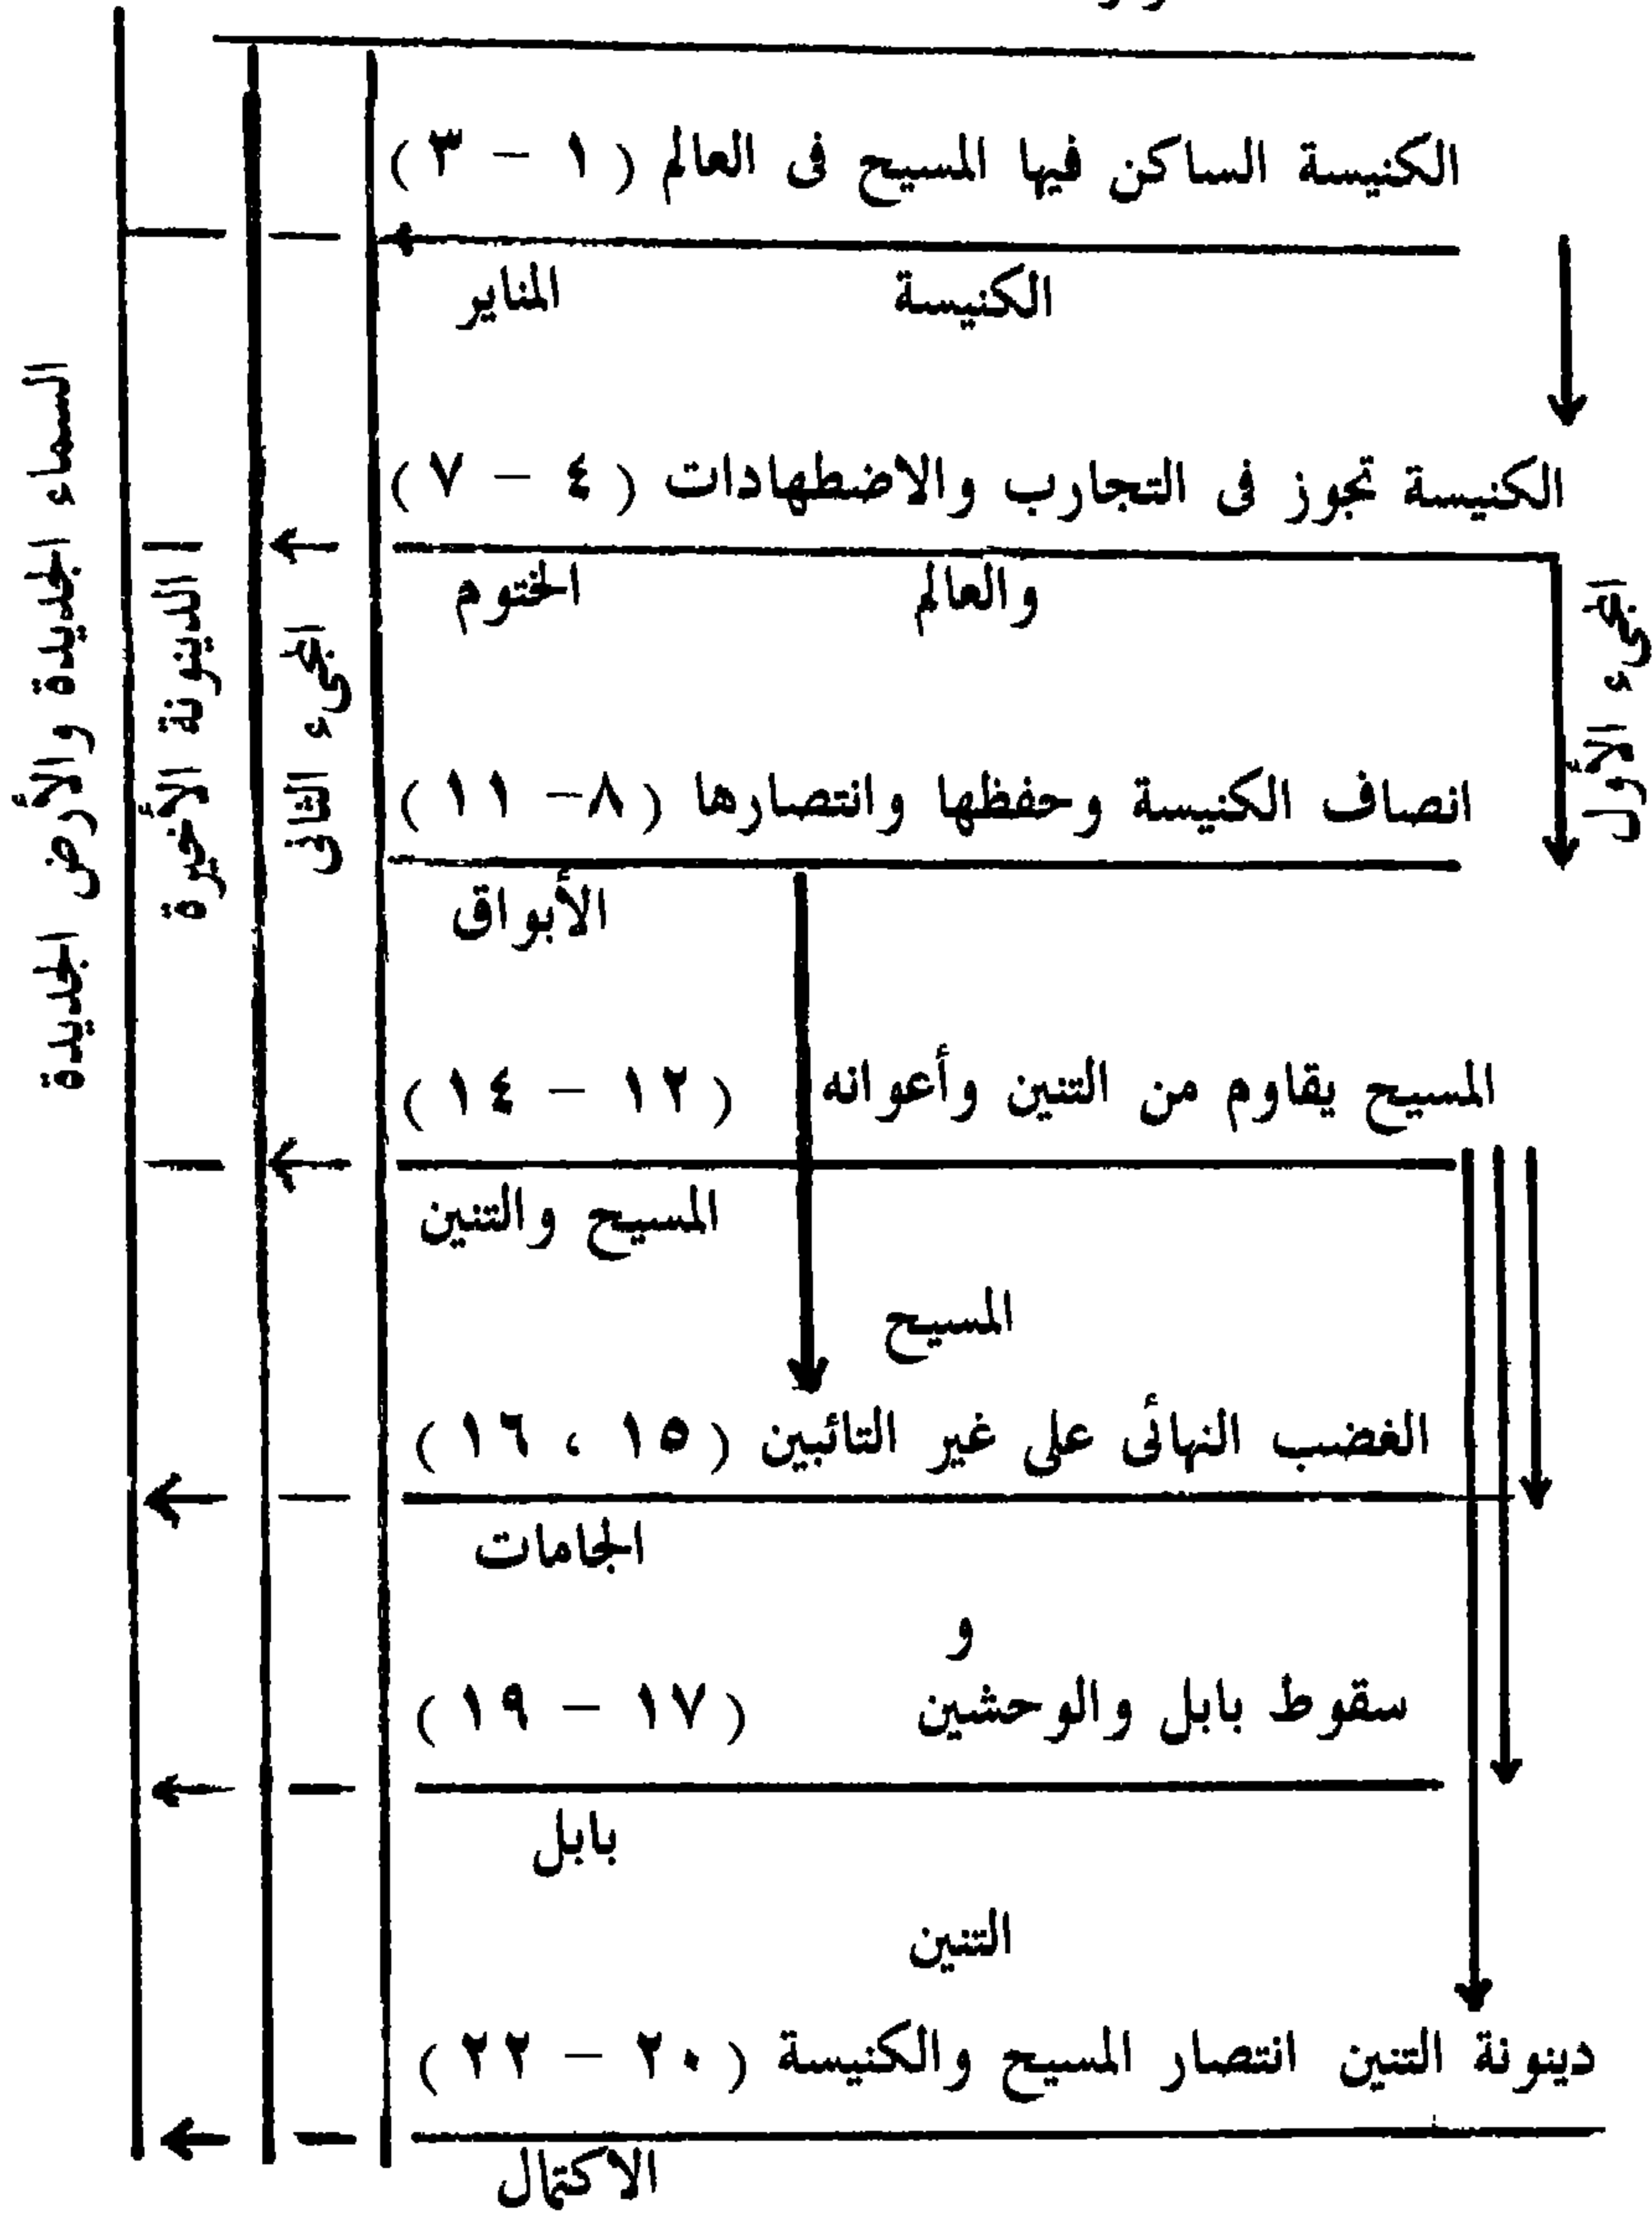 الكنيسة الساكن فيها المسيح فى العالم ( ١ – ٣ )
الكنيسة المناير
الكنيسة تجوز فى التجارب والاضطهادات ( ٤ – ٧ )
والعالم الختوم
انصاف الكنيسة وحفظها وانتصارها ( ٨– ١١ )
الأبواق
المسيح يقاوم من التنين وأعوانه ( ١٢ – ١٤ )
المسيح والتنين
المسيح
الغضب النهائى على غير التائبين ( ١٥ ، ١٦ )
الجامات
و
سقوط بابل والوحشين ( ١٧ – ١٩ )
بابل
التنين
دينونة التنين انتصار المسيح والكنيسة ( ٢٠ – ٢٢ )
الاكتمال
المجىء الأول
المجىء الثانى
الدينونة الأخيرة
السماء الجديدة والأرض الجديدة